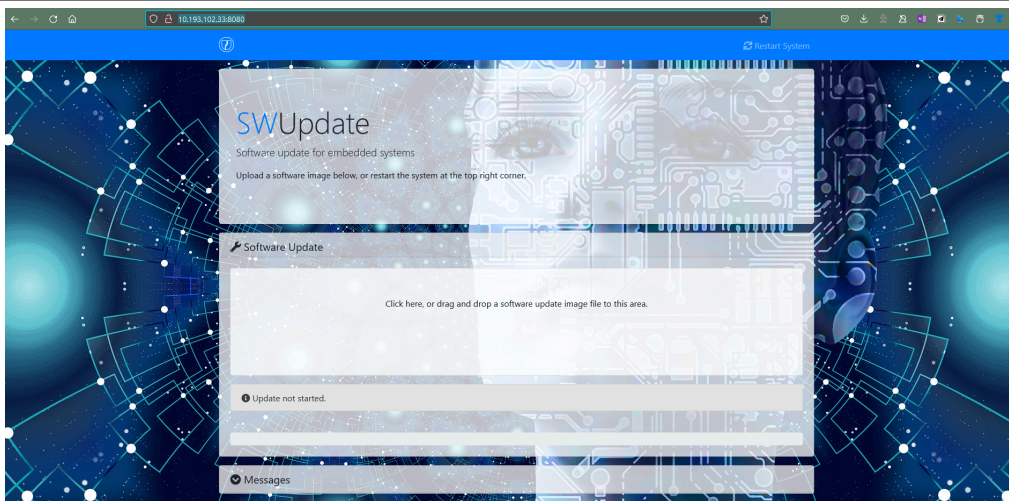 10.193.102.33:8080
Restart System
SWUpdate
Software update for embedded systems
Upload a software image below, or restart the system at the top right corner.
Software Update
Click here, or drag and drop a software update image file to this area.
Update not started.
Messages